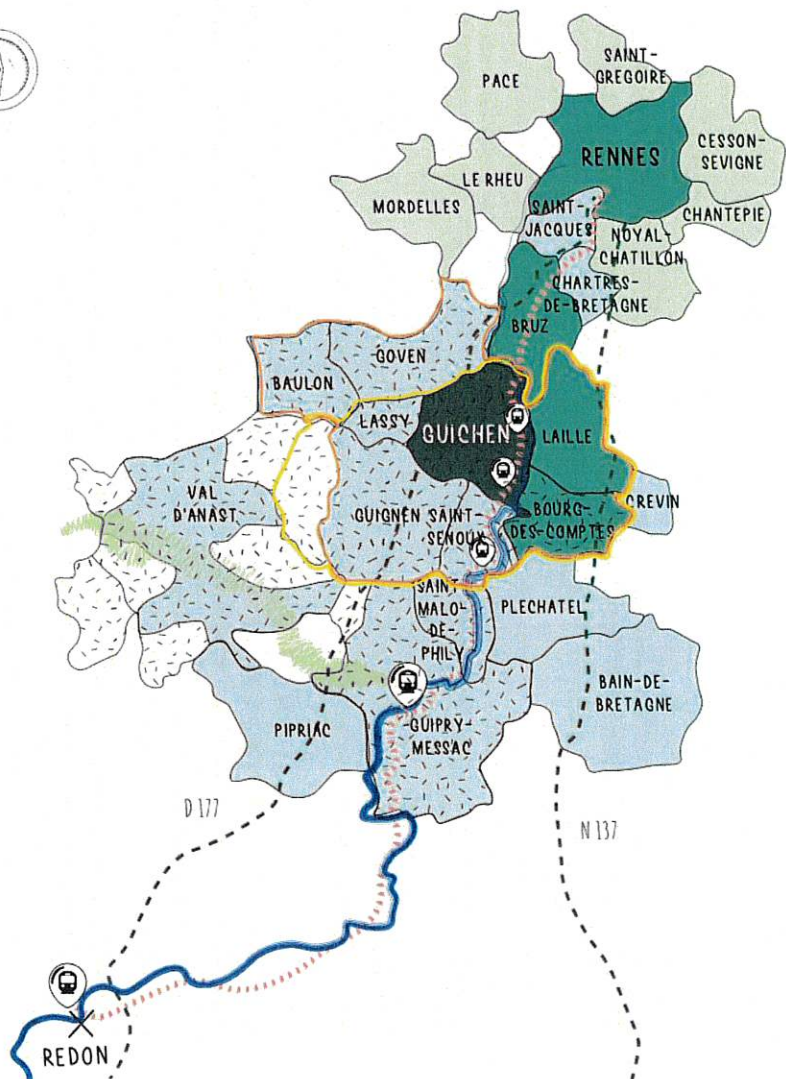 SAINT-
GREGOIRE
PACE
CESSON-
SEVIGNE
RENNES
LE RHEU
MORDELLES
SAINT-
JACQUES
CHANTEPIE
NOYAL-
CHATILLON
CHARTRES-
DE-BRETAGNE
BRUZ
GOVEN
BAULON
LASSY
GUICHEN
LAILLE
VAL
D'ANAST
GUIGNEN
SAINT-
SENOUX
BOURG-
DES-COMPTES
CREVIN
SAINT-
MALO-
DE-
PHILY
PLECHATEL
BAIN-DE-
BRETAGNE
PIPRIAC
GUIPRY-
MESSAC
D 177
N 137
REDON